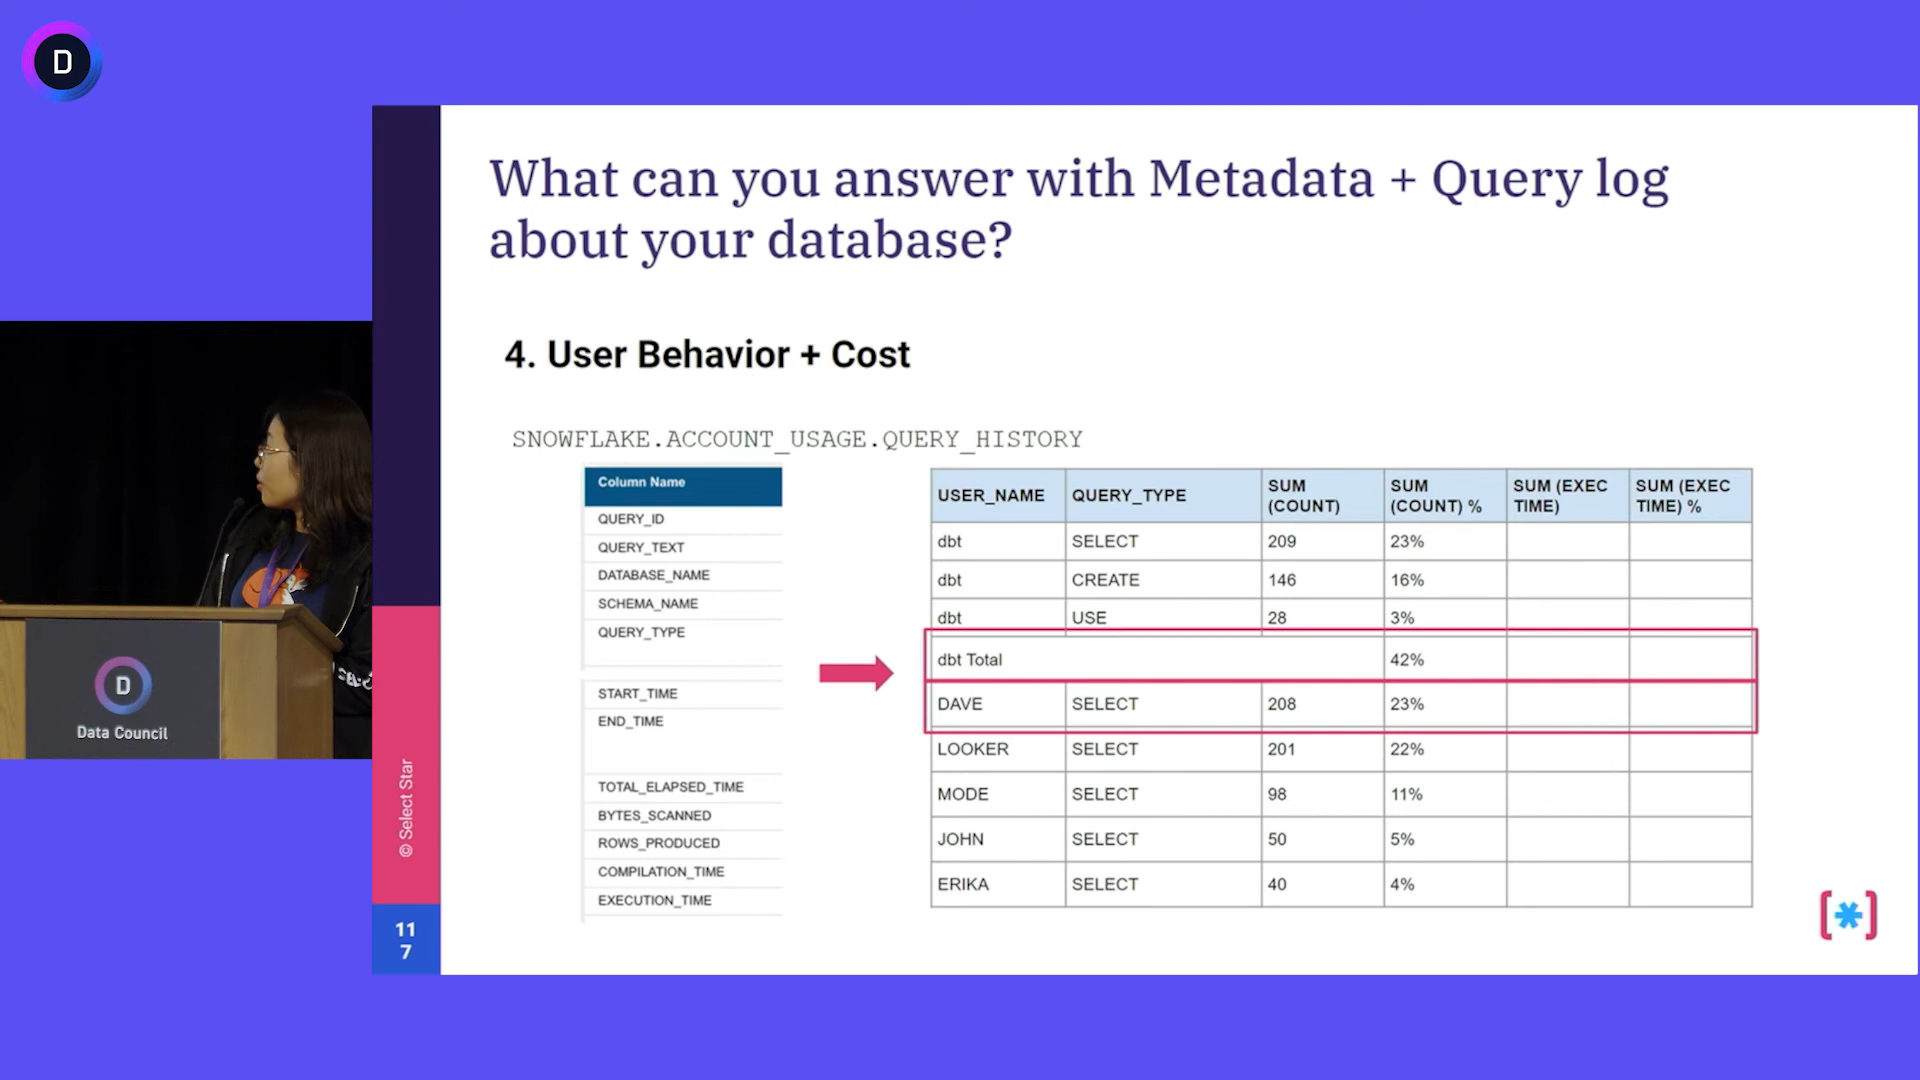 D
What can you answer with Metadata + Query log
about your database?
4. User Behavior + Cost
SNOWFLAKE.ACCOUNT_USAGE.QUERY_HISTORY
Column Name
QUERY_ID
QUERY_TEXT
DATABASE_NAME
SCHEMA_NAME
QUERY_TYPE
START_TIME
END_TIME
TOTAL_ELAPSED_TIME
BYTES_SCANNED
ROWS_PRODUCED
COMPILATION_TIME
EXECUTION_TIME
USER_NAME QUERY_TYPE SUM (COUNT) SUM (COUNT) % SUM (EXEC TIME) SUM (EXEC TIME) %
dbt SELECT 209 23%
dbt CREATE 146 16%
dbt USE 28 3%
dbt Total 42%
DAVE SELECT 208 23%
LOOKER SELECT 201 22%
MODE SELECT 98 11%
JOHN SELECT 50 5%
ERIKA SELECT 40 4%
© Select Star
11
7
[*]
D
Data Council